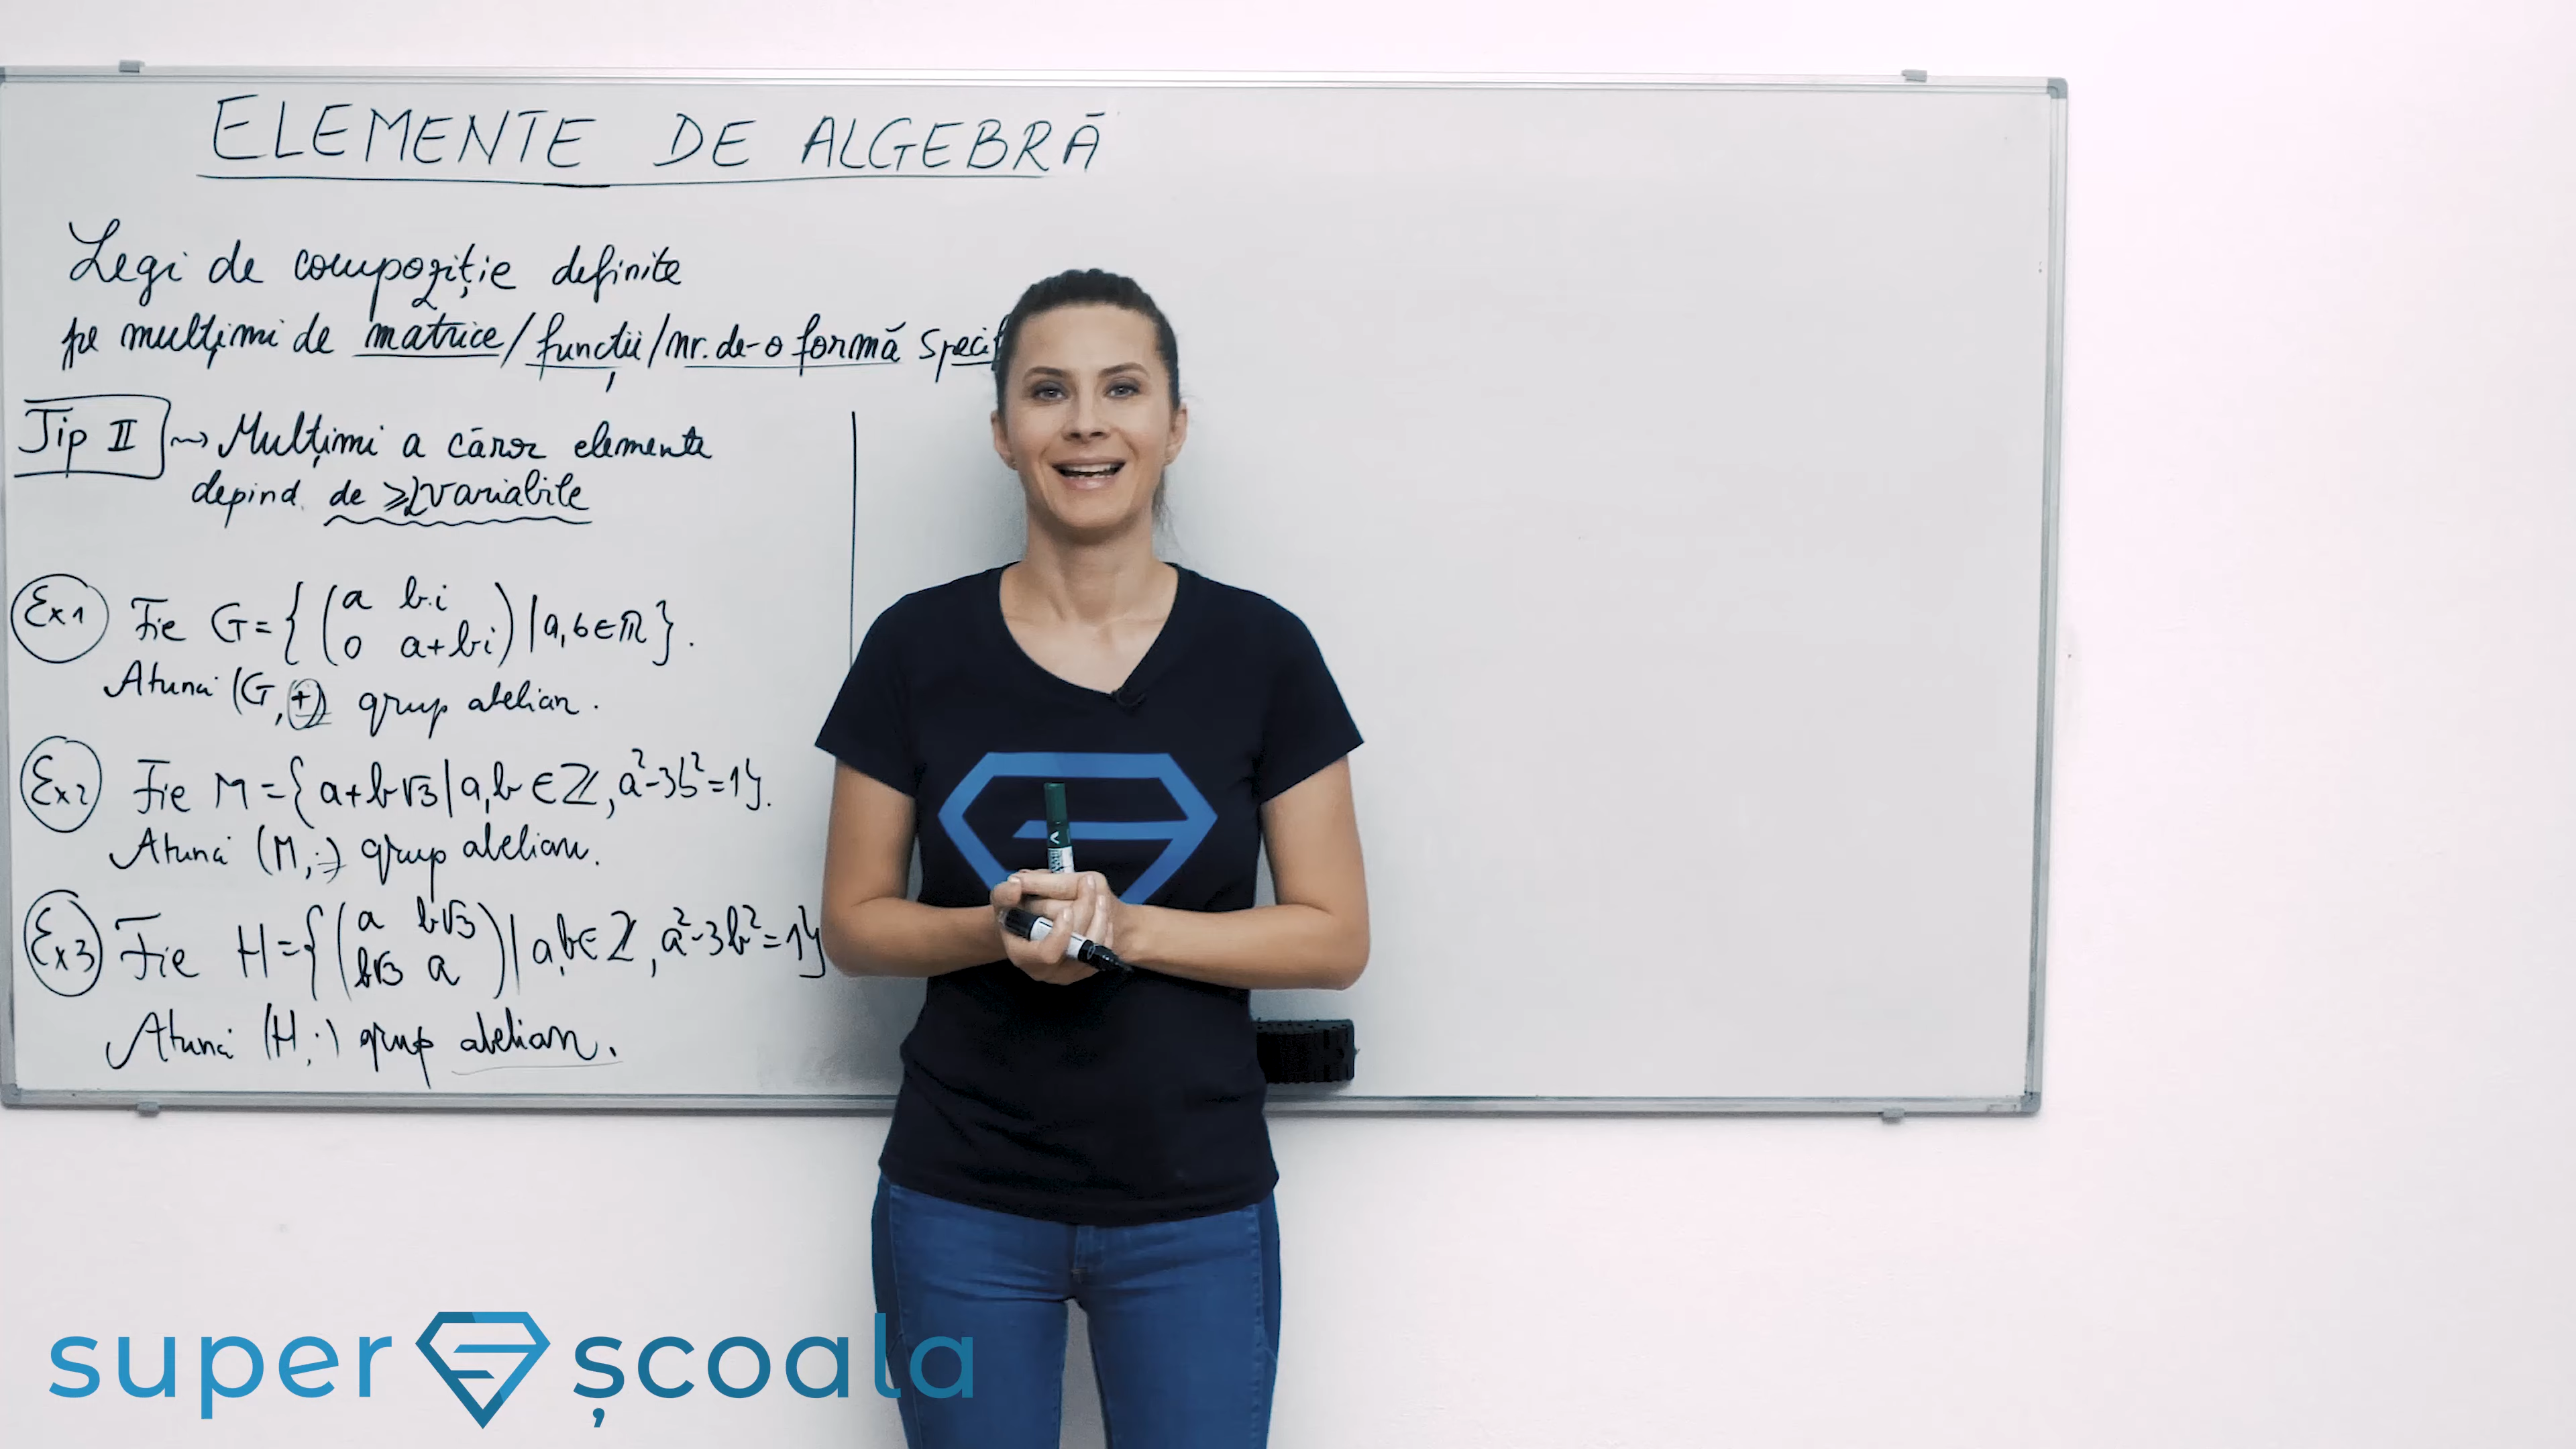 ELEMENTE DE ALGEBRĂ
Legi de compoziție definite
pe mulțimi de matrice/funcții/nr. de-o formă specif
Tip II ⇝ Mulțimi a căror elemente
depind de ≥2 variabile
Ex1 Fie G={(a b·i
0 a+bi)|a,b∈ℝ}.
Atunci (G,+) grup abelian.
Ex2 Fie M={a+b√3|a,b∈ℤ, a²-3b²=1}.
Atunci (M,·) grup abelian.
Ex3 Fie H={(a b√3
b√3 a)|a,b∈ℤ, a²-3b²=1}
Atunci (H,·) grup abelian.
super școala